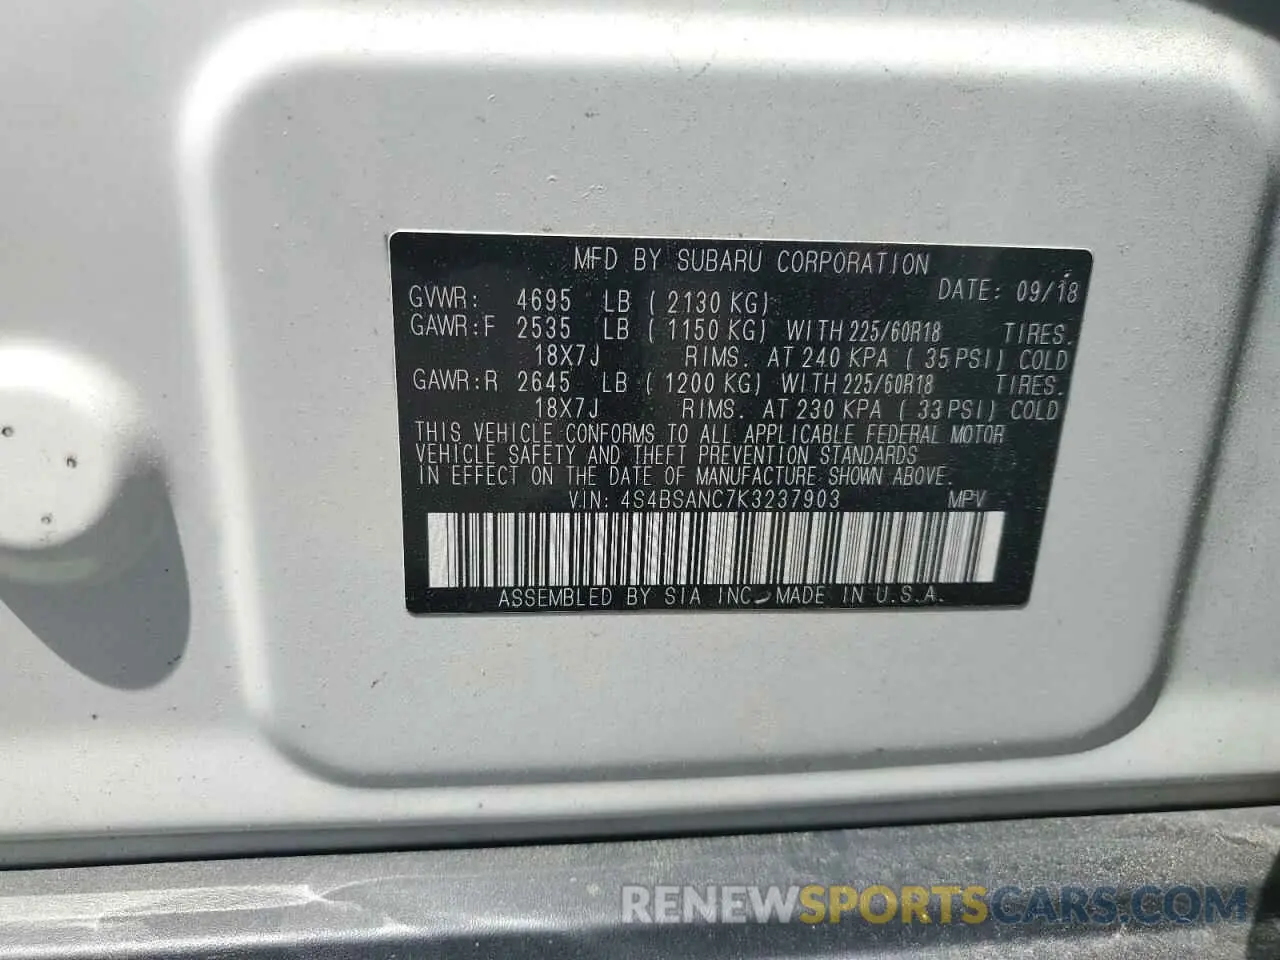 MFD BY SUBARU CORPORATION
DATE: 09/18
GVWR: 4695 LB ( 2130 KG)
GAWR:F 2535 LB ( 1150 KG) WITH 225/60R18 TIRES.
18X7J RIMS. AT 240 KPA ( 35 PSI) COLD
GAWR:R 2645 LB ( 1200 KG) WITH 225/60R18 TIRES.
18X7J RIMS. AT 230 KPA ( 33 PSI) COLD
THIS VEHICLE CONFORMS TO ALL APPLICABLE FEDERAL MOTOR
VEHICLE SAFETY AND THEFT PREVENTION STANDARDS
IN EFFECT ON THE DATE OF MANUFACTURE SHOWN ABOVE.
VIN: 4S4BSANC7K3237903 MPV
ASSEMBLED BY SIA INC. MADE IN U.S.A.
RENEWSPORTSCARS.COM